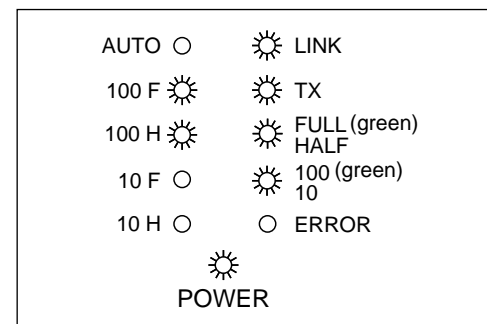 AUTO
LINK
100 F
TX
100 H
FULL (green)
HALF
10 F
100 (green)
10
10 H
ERROR
POWER